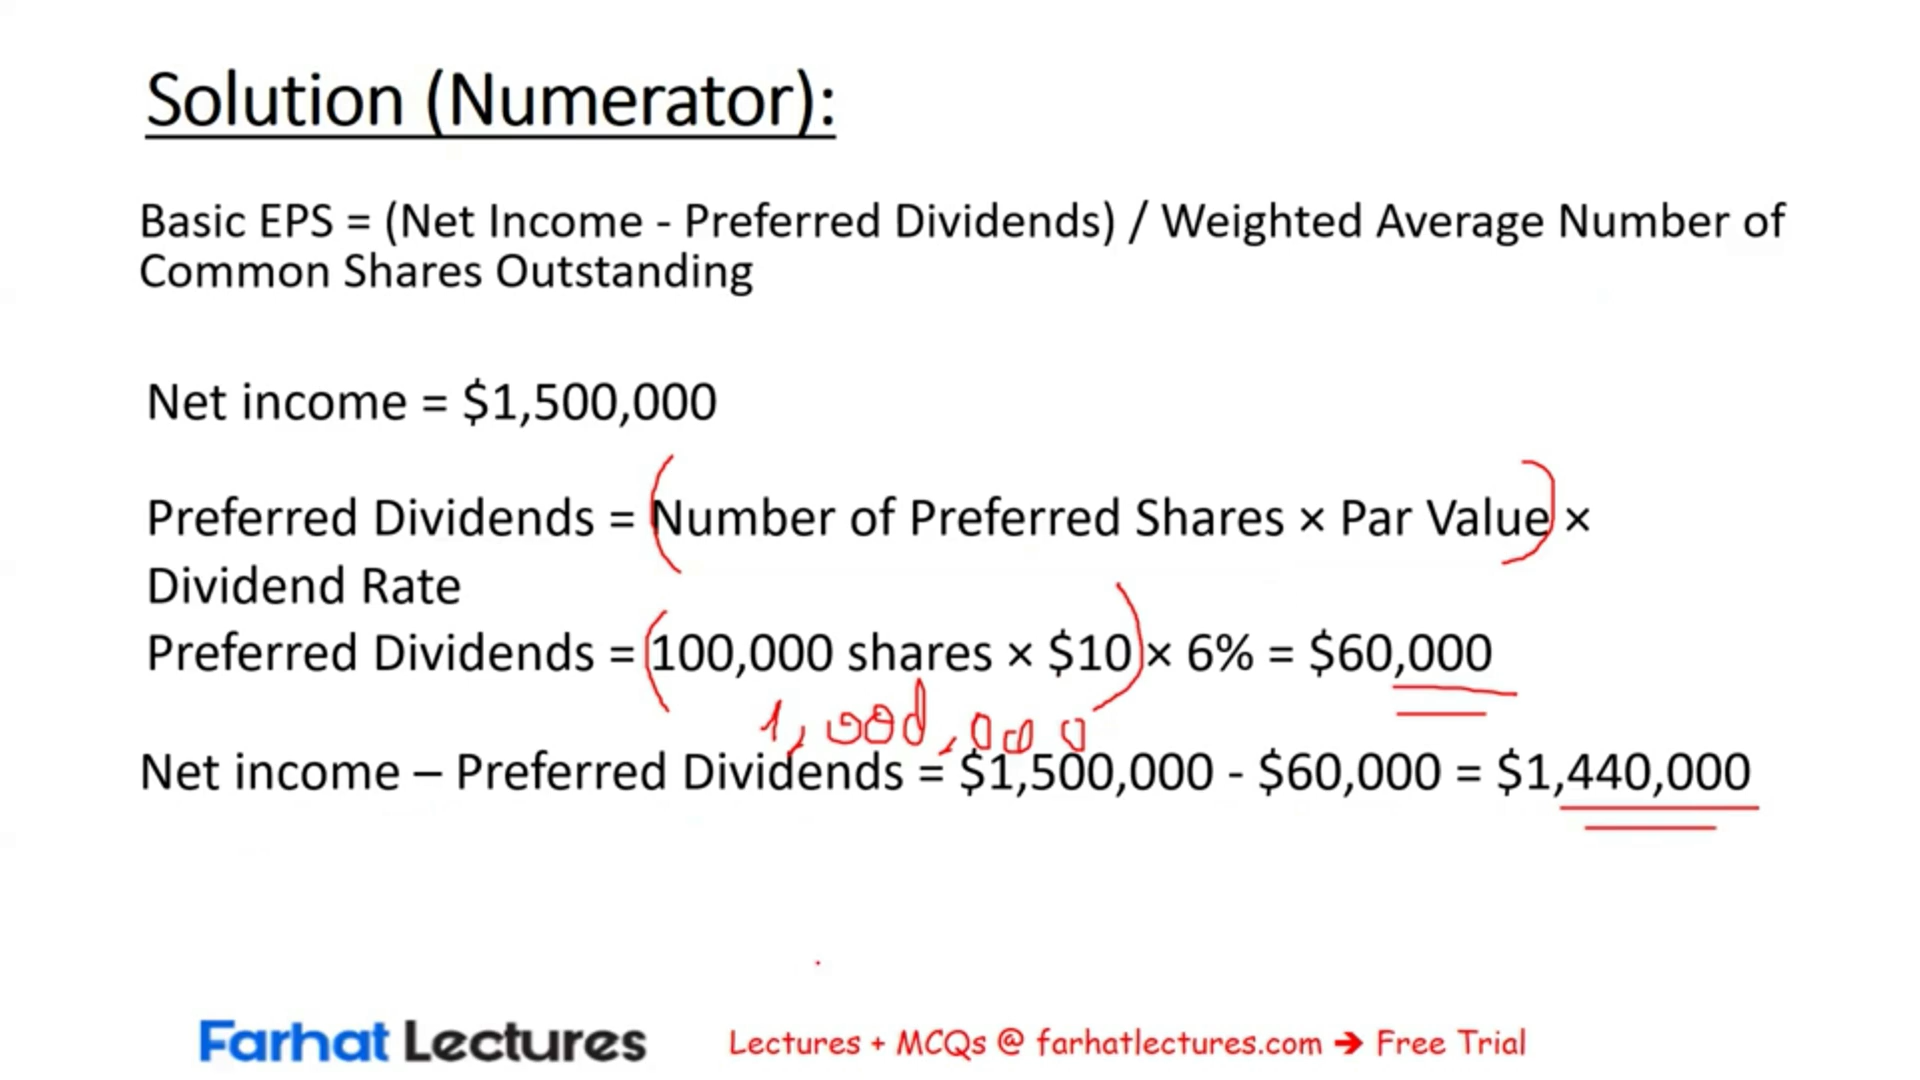 Solution (Numerator):
Basic EPS = (Net Income - Preferred Dividends) / Weighted Average Number of
Common Shares Outstanding
Net income = $1,500,000
Preferred Dividends = (Number of Preferred Shares × Par Value) ×
Dividend Rate
Preferred Dividends = (100,000 shares × $10) × 6% = $60,000
1,000,000
Net income – Preferred Dividends = $1,500,000 - $60,000 = $1,440,000
Farhat Lectures
Lectures + MCQs @ farhatlectures.com ➔ Free Trial